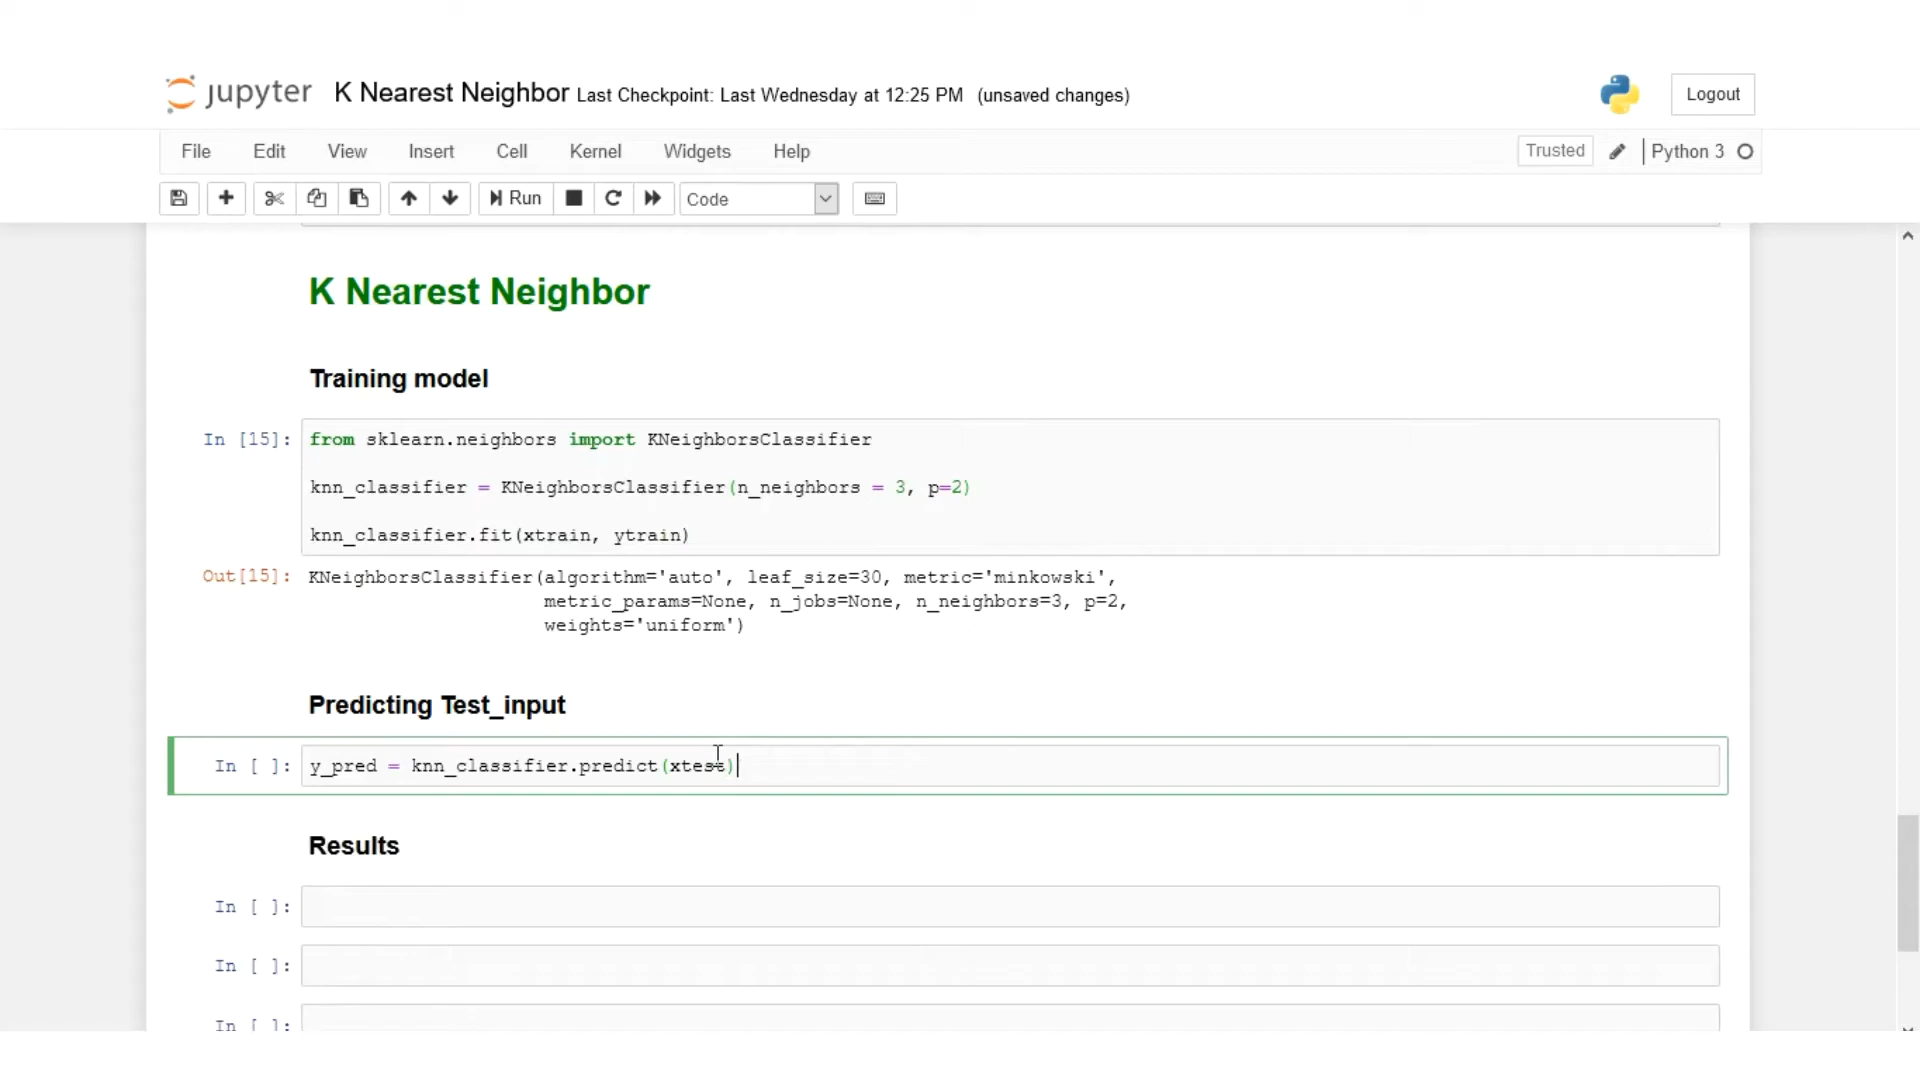 jupyter K Nearest Neighbor Last Checkpoint: Last Wednesday at 12:25 PM (unsaved changes) Logout
File Edit View Insert Cell Kernel Widgets Help Trusted Python 3
Run Code
K Nearest Neighbor
Training model
In [15]: from sklearn.neighbors import KNeighborsClassifier
knn_classifier = KNeighborsClassifier(n_neighbors = 3, p=2)
knn_classifier.fit(xtrain, ytrain)
Out[15]: KNeighborsClassifier(algorithm='auto', leaf_size=30, metric='minkowski',
metric_params=None, n_jobs=None, n_neighbors=3, p=2,
weights='uniform')
Predicting Test_input
In [ ]: y_pred = knn_classifier.predict(xtest)
Results
In [ ]:
In [ ]:
In [ ]: